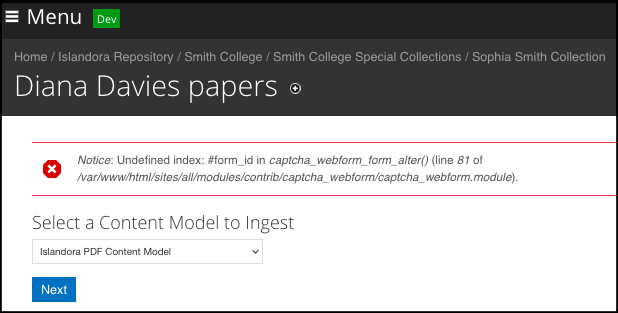 Menu Dev
Home / Islandora Repository / Smith College / Smith College Special Collections / Sophia Smith Collection
Diana Davies papers
Notice: Undefined index: #form_id in captcha_webform_form_alter() (line 81 of
/var/www/html/sites/all/modules/contrib/captcha_webform/captcha_webform.module).
Select a Content Model to Ingest
Islandora PDF Content Model
Next